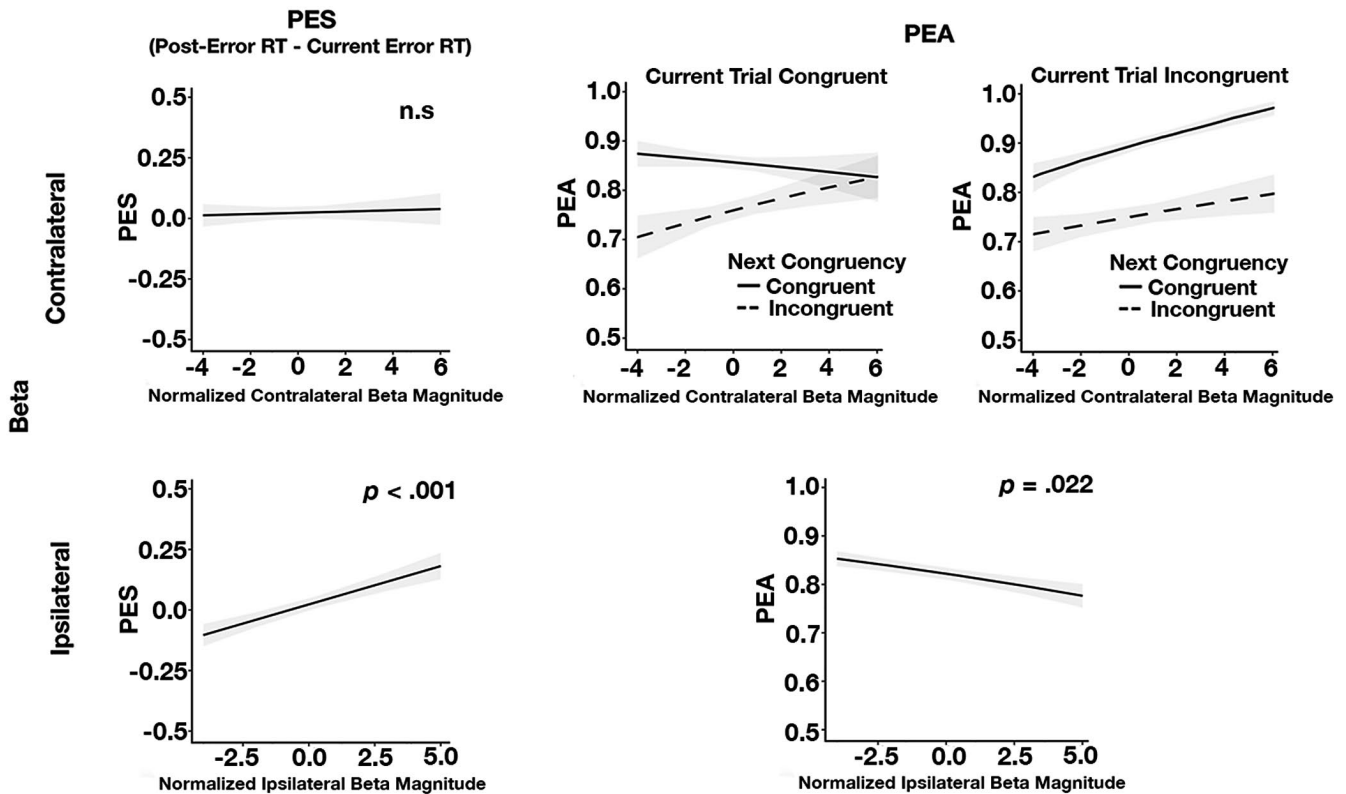 PES
(Post-Error RT - Current Error RT)
PEA
Contralateral
Beta
Ipsilateral
n.s
PES
0.5
0.25
0.0
-0.25
-0.5
-4 -2 0 2 4 6
Normalized Contralateral Beta Magnitude
Current Trial Congruent
PEA
1.0
0.9
0.8
0.7
0.6
0.5
Next Congruency
Congruent
Incongruent
-4 -2 0 2 4 6
Normalized Contralateral Beta Magnitude
Current Trial Incongruent
PEA
1.0
0.9
0.8
0.7
0.6
0.5
Next Congruency
Congruent
Incongruent
-4 -2 0 2 4 6
Normalized Contralateral Beta Magnitude
p < .001
PES
0.5
0.25
0.0
-0.25
-0.5
-2.5 0.0 2.5 5.0
Normalized Ipsilateral Beta Magnitude
p = .022
PEA
1.0
0.9
0.8
0.7
0.6
0.5
-2.5 0.0 2.5 5.0
Normalized Ipsilateral Beta Magnitude